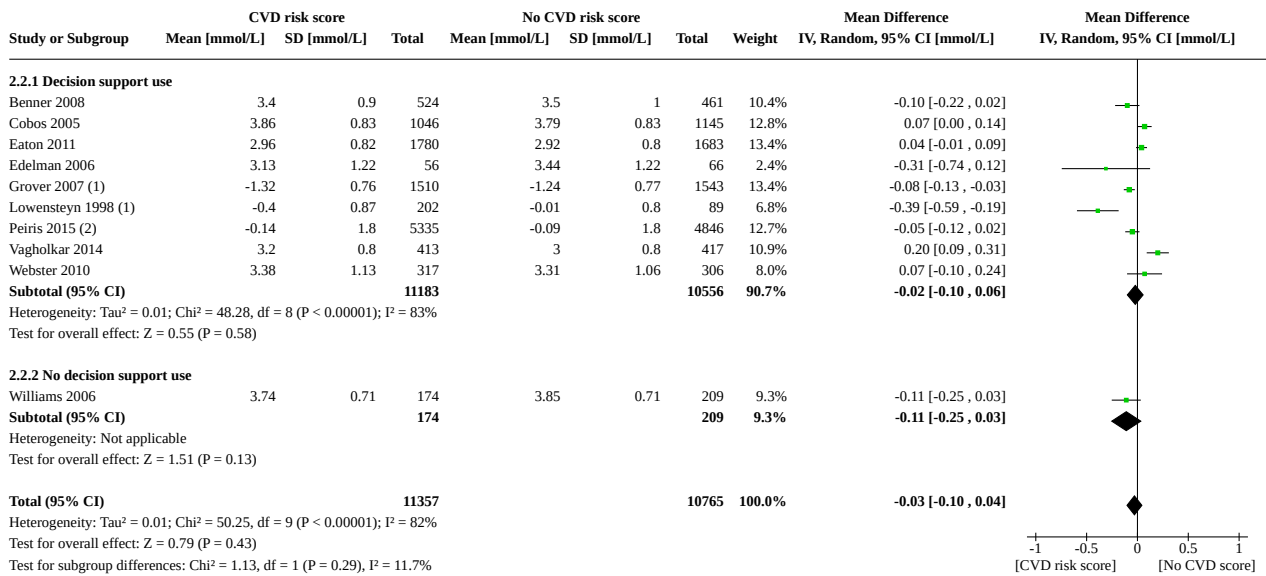 CVD risk score No CVD risk score Mean Difference Mean Difference
Study or Subgroup Mean [mmol/L] SD [mmol/L] Total Mean [mmol/L] SD [mmol/L] Total Weight IV, Random, 95% CI [mmol/L] IV, Random, 95% CI [mmol/L]
2.2.1 Decision support use
Benner 2008 3.4 0.9 524 3.5 1 461 10.4% -0.10 [-0.22 , 0.02]
Cobos 2005 3.86 0.83 1046 3.79 0.83 1145 12.8% 0.07 [0.00 , 0.14]
Eaton 2011 2.96 0.82 1780 2.92 0.8 1683 13.4% 0.04 [-0.01 , 0.09]
Edelman 2006 3.13 1.22 56 3.44 1.22 66 2.4% -0.31 [-0.74 , 0.12]
Grover 2007 (1) -1.32 0.76 1510 -1.24 0.77 1543 13.4% -0.08 [-0.13 , -0.03]
Lowensteyn 1998 (1) -0.4 0.87 202 -0.01 0.8 89 6.8% -0.39 [-0.59 , -0.19]
Peiris 2015 (2) -0.14 1.8 5335 -0.09 1.8 4846 12.7% -0.05 [-0.12 , 0.02]
Vagholkar 2014 3.2 0.8 413 3 0.8 417 10.9% 0.20 [0.09 , 0.31]
Webster 2010 3.38 1.13 317 3.31 1.06 306 8.0% 0.07 [-0.10 , 0.24]
Subtotal (95% CI) 11183 10556 90.7% -0.02 [-0.10 , 0.06]
Heterogeneity: Tau² = 0.01; Chi² = 48.28, df = 8 (P < 0.00001); I² = 83%
Test for overall effect: Z = 0.55 (P = 0.58)
2.2.2 No decision support use
Williams 2006 3.74 0.71 174 3.85 0.71 209 9.3% -0.11 [-0.25 , 0.03]
Subtotal (95% CI) 174 209 9.3% -0.11 [-0.25 , 0.03]
Heterogeneity: Not applicable
Test for overall effect: Z = 1.51 (P = 0.13)
Total (95% CI) 11357 10765 100.0% -0.03 [-0.10 , 0.04]
Heterogeneity: Tau² = 0.01; Chi² = 50.25, df = 9 (P < 0.00001); I² = 82%
Test for overall effect: Z = 0.79 (P = 0.43)
-1 -0.5 0 0.5 1
Test for subgroup differences: Chi² = 1.13, df = 1 (P = 0.29), I² = 11.7% [CVD risk score] [No CVD score]